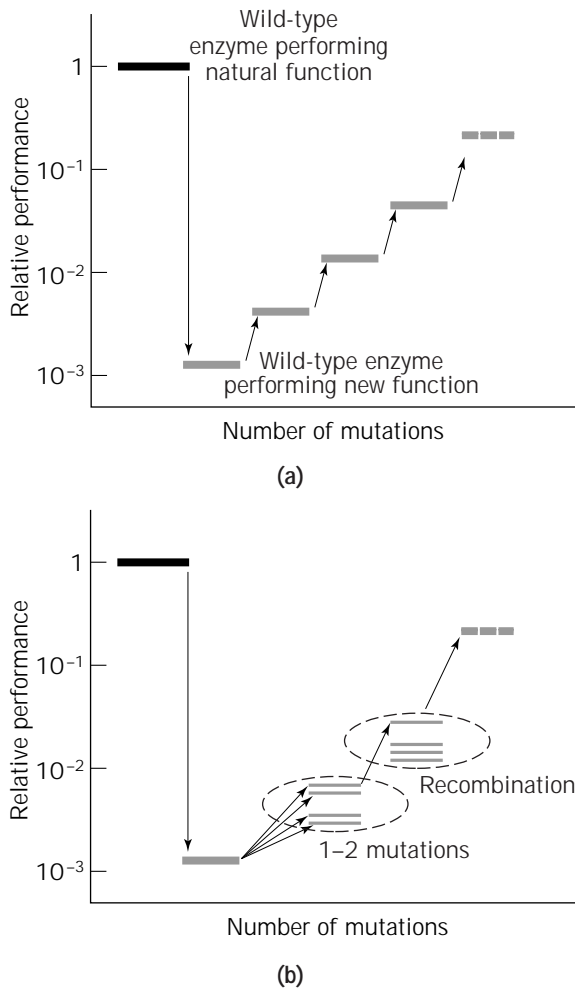 Wild-type
enzyme performing
natural function
1
10⁻¹
10⁻²
10⁻³
Relative performance
Wild-type enzyme
performing new function
Number of mutations
(a)
1
10⁻¹
10⁻²
10⁻³
Relative performance
Recombination
1–2 mutations
Number of mutations
(b)